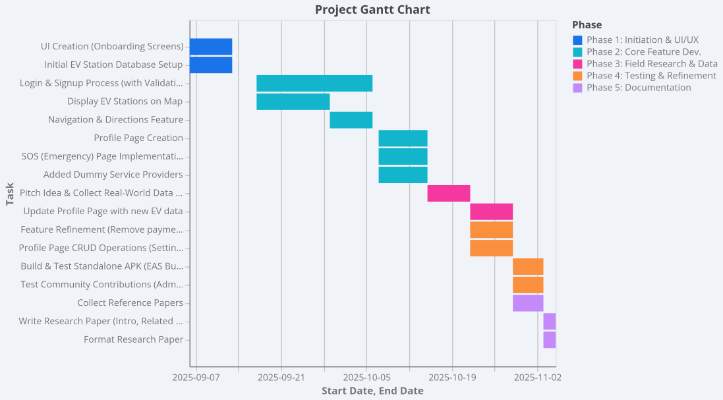 Project Gantt Chart
Phase
Phase 1: Initiation & UI/UX
Phase 2: Core Feature Dev.
Phase 3: Field Research & Data
Phase 4: Testing & Refinement
Phase 5: Documentation
Task
UI Creation (Onboarding Screens)
Initial EV Station Database Setup
Login & Signup Process (with Validati...
Display EV Stations on Map
Navigation & Directions Feature
Profile Page Creation
SOS (Emergency) Page Implementati...
Added Dummy Service Providers
Pitch Idea & Collect Real-World Data ...
Update Profile Page with new EV data
Feature Refinement (Remove payme...
Profile Page CRUD Operations (Settin...
Build & Test Standalone APK (EAS Bu...
Test Community Contributions (Adm...
Collect Reference Papers
Write Research Paper (Intro, Related ...
Format Research Paper
2025-09-07 2025-09-21 2025-10-05 2025-10-19 2025-11-02
Start Date, End Date